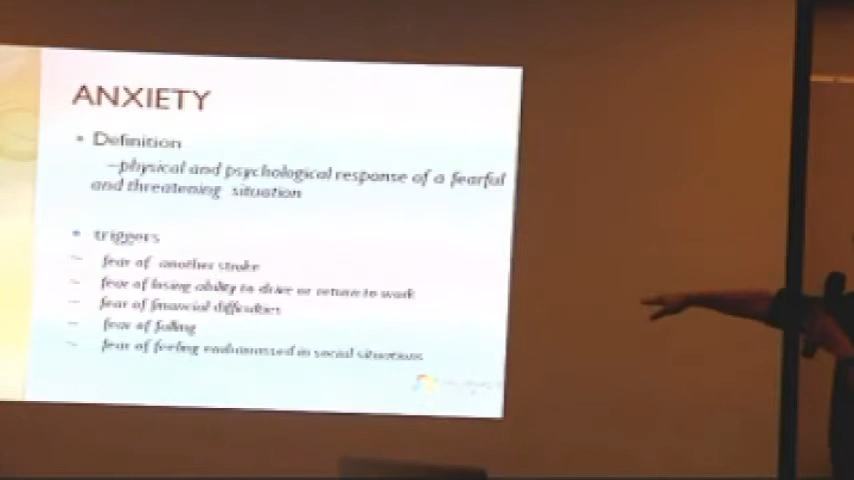 ANXIETY
• Definition
–physical and psychological response of a fearful
and threatening situation
• triggers
– fear of another stroke
– fear of losing ability to drive or return to work
– fear of financial difficulties
– fear of falling
– fear of feeling embarrassed in social situations